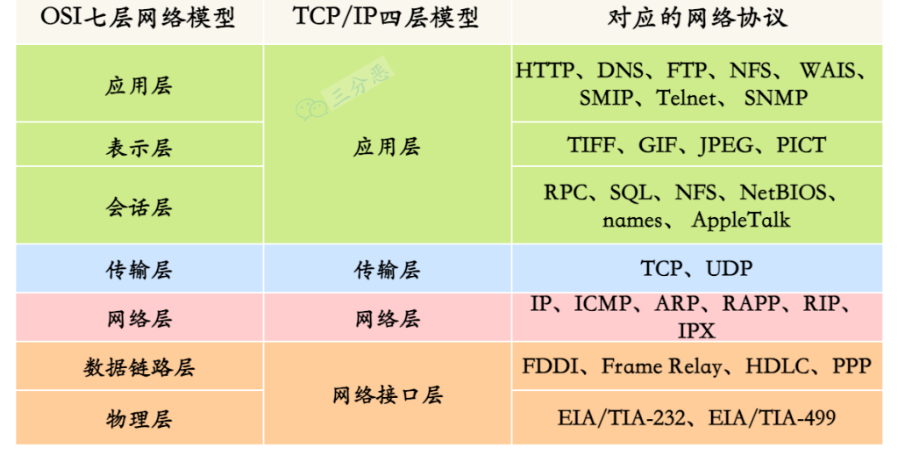 OSI七层网络模型 TCP/IP四层模型 对应的网络协议
三分恶
应用层 HTTP、DNS、FTP、NFS、 WAIS、
SMIP、Telnet、 SNMP
表示层 应用层 TIFF、GIF、JPEG、PICT
会话层 RPC、SQL、NFS、NetBIOS、
names、 AppleTalk
传输层 传输层 TCP、UDP
网络层 网络层 IP、ICMP、ARP、RAPP、RIP、
IPX
数据链路层 FDDI、Frame Relay、HDLC、PPP
网络接口层
物理层 EIA/TIA-232、EIA/TIA-499